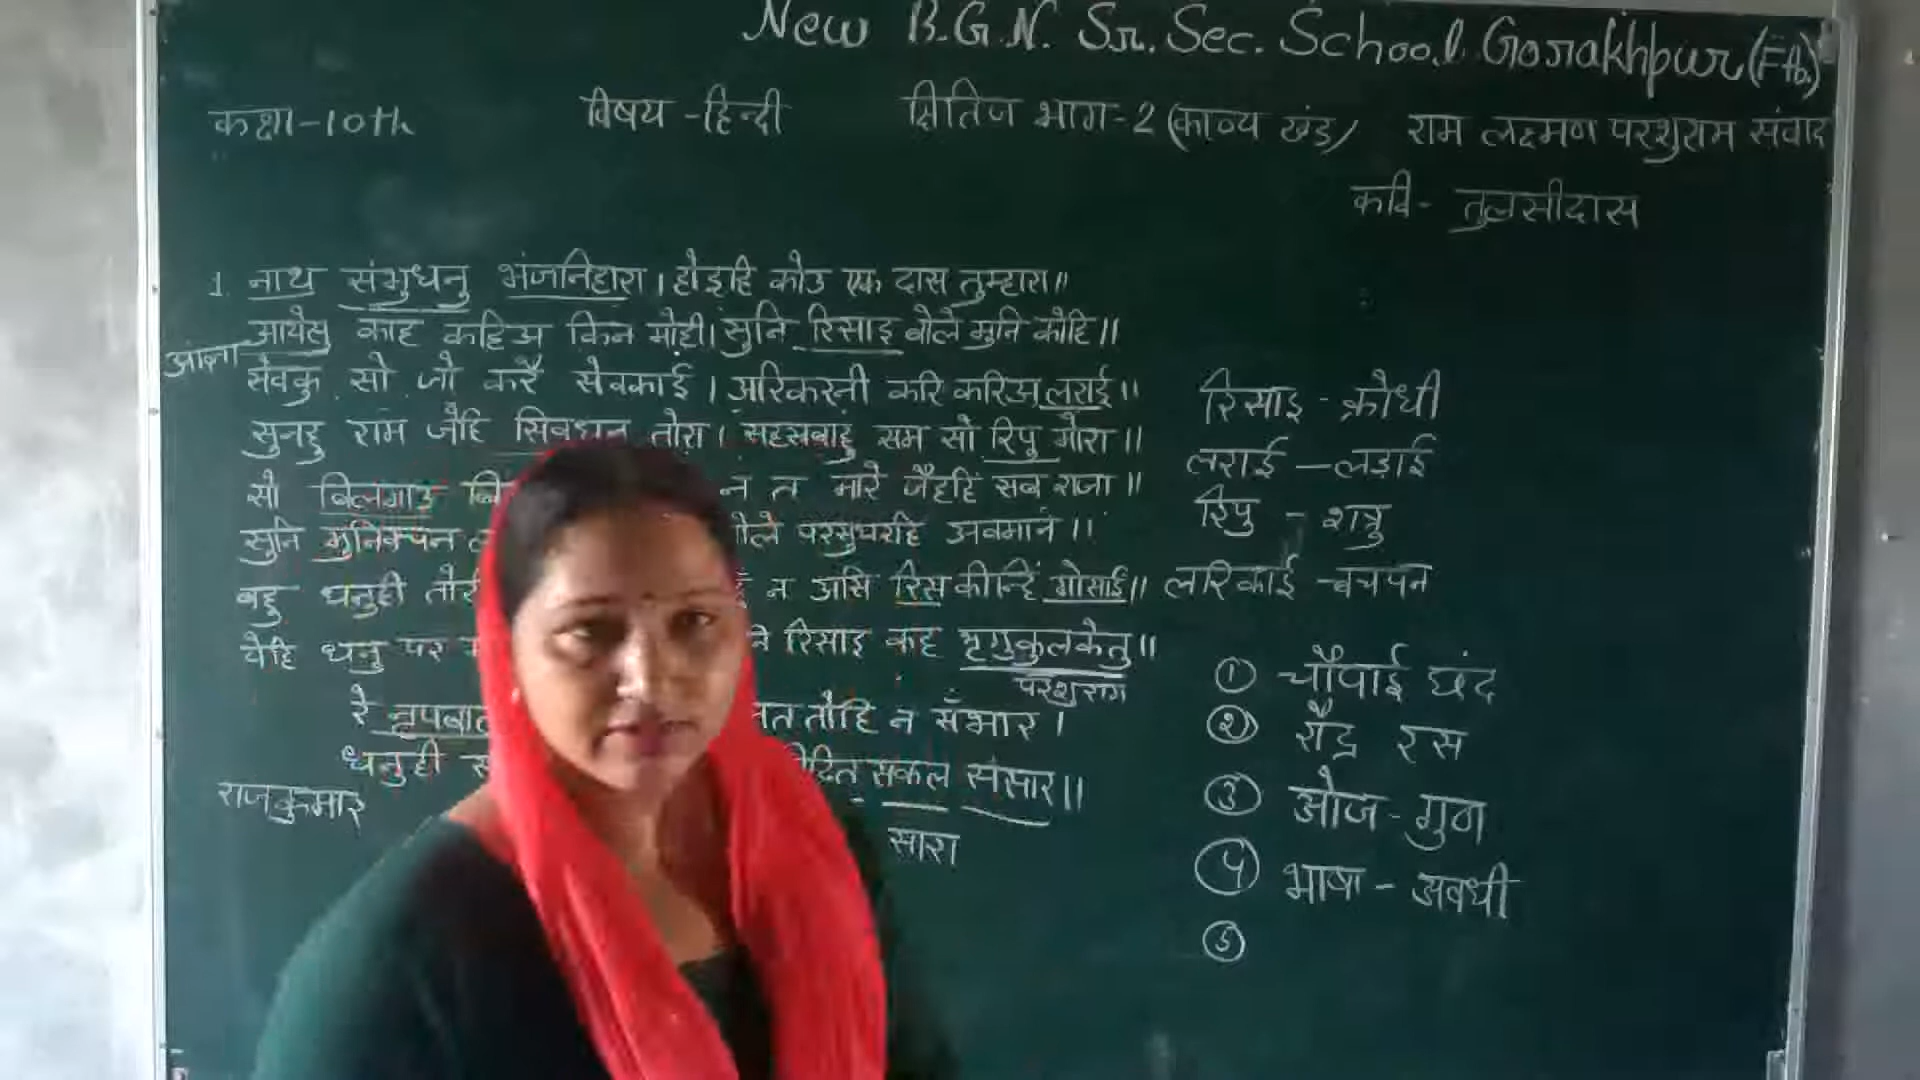 New B.G.N. Sr. Sec. School Gorakhpur (Ftb.)
कक्षा-10th विषय-हिन्दी क्षितिज भाग-2 (काव्य खंड) राम लक्ष्मण परशुराम संवाद
कवि- तुलसीदास
1. नाथ संभुधनु भंजनिहारा। होइहि कोउ एक दास तुम्हारा॥
आयेसु काह कहिअ किन मोही। सुनि रिसाइ बोले मुनि कोहि॥
आज्ञा
सेवकु सो जो करै सेवकाई। अरिकरनी करि करिअ लराई॥
सुनहु राम जेहि सिवधनु तोरा। सहसबाहु सम सो रिपु मोरा॥
सो बिलगाउ न त मारे जैहहिं सब राजा॥
सुनि मुनिवचन परसुधरहि अवमाने॥
बहु धनुही न असि रिस कीन्हिं गोसाईं॥
येहि धनु पर रिसाइ कह भृगुकुलकेतु॥
परशुराम
रे नृपबाल तोहि न सँभार।
धनुही सकल संसार॥
राजकुमार
सारा
रिसाइ - क्रोधी
लराई - लड़ाई
रिपु - शत्रु
लरिकाई - बचपन
① चौपाई छंद
② रौद्र रस
③ ओज-गुण
④ भाषा - अवधी
⑤